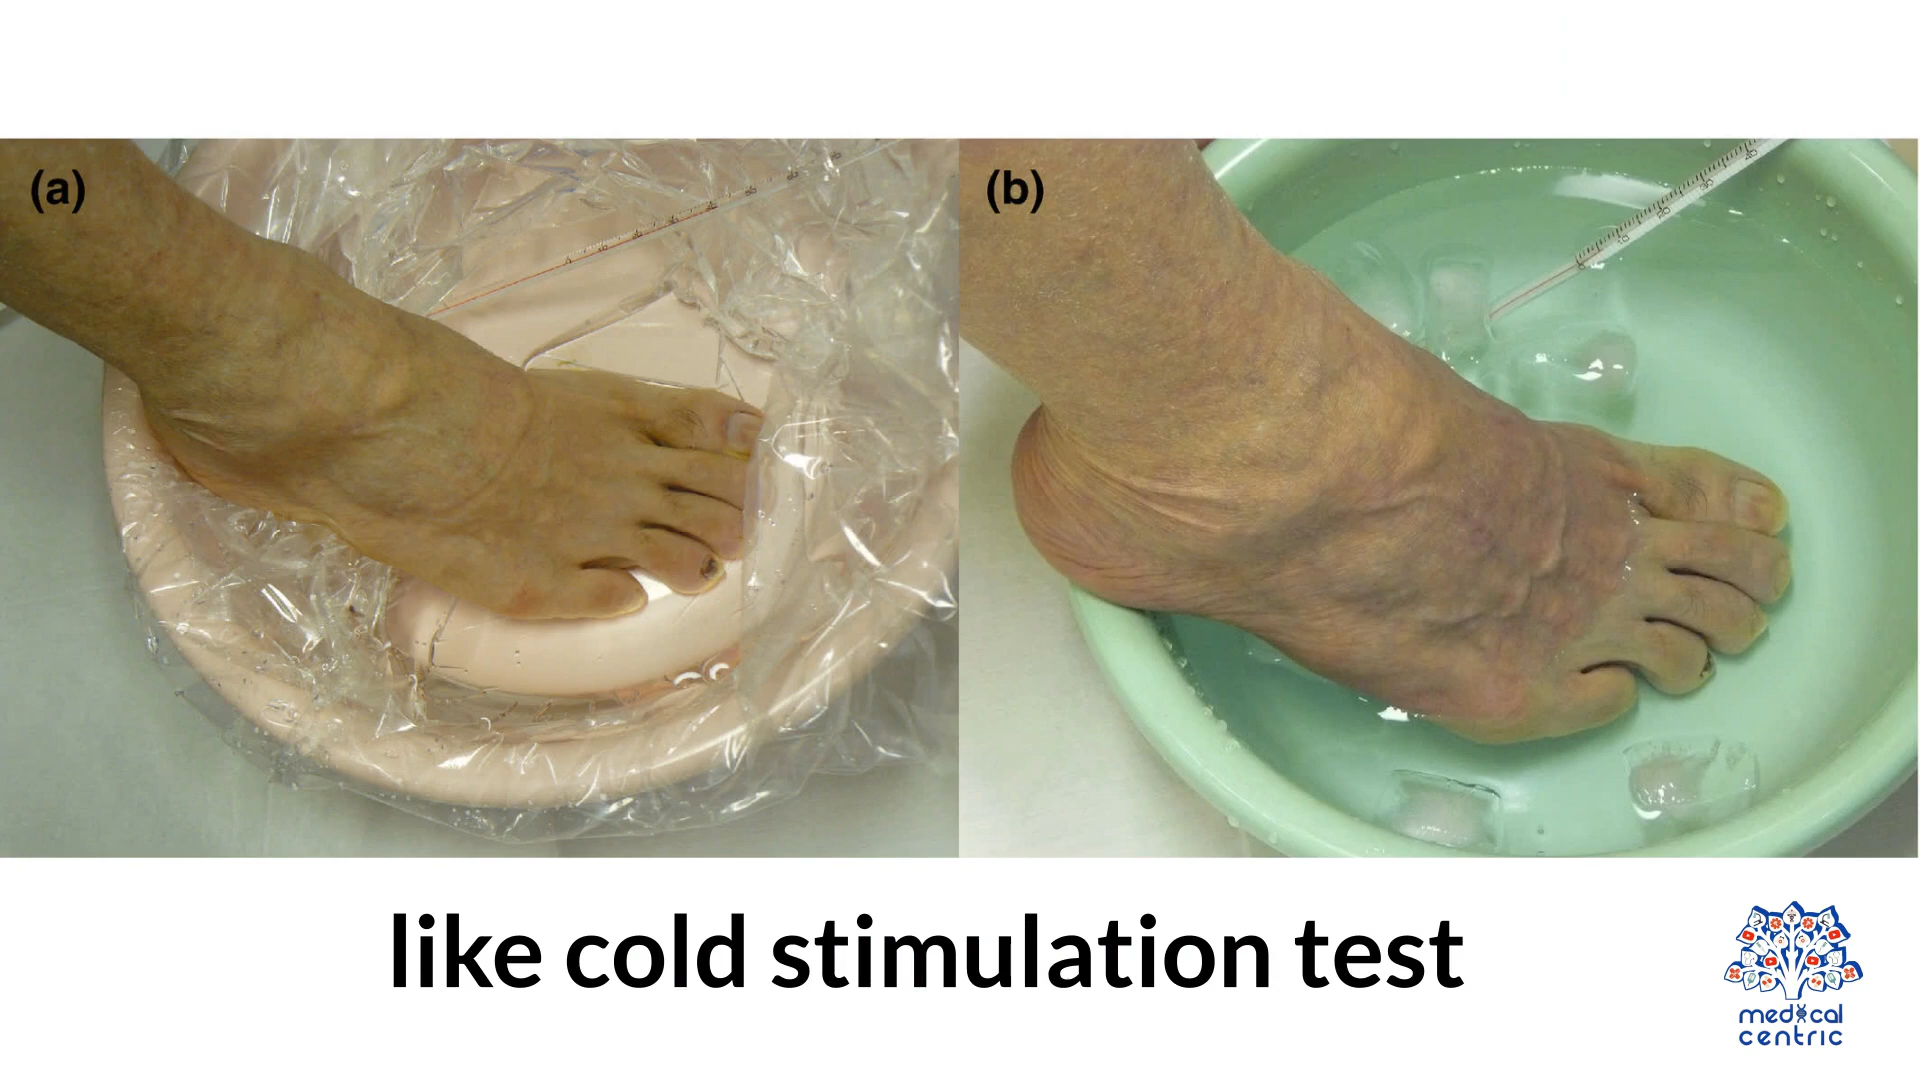 (a)
(b)
like cold stimulation test
medical
centric